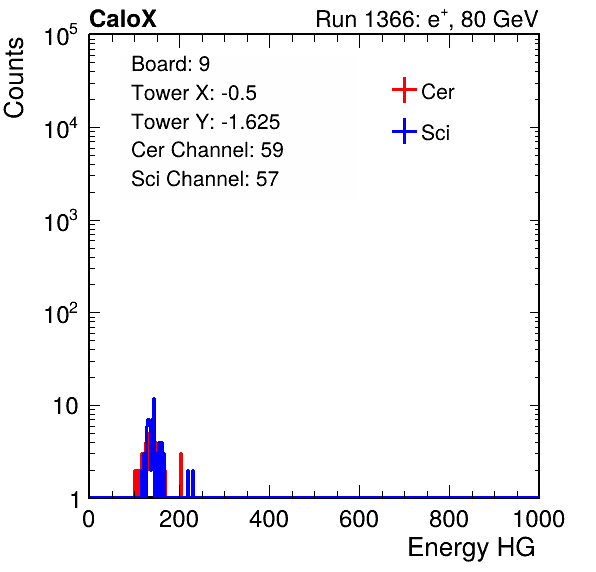 CaloX Run 1366: e⁺, 80 GeV
Counts
Board: 9
Tower X: -0.5
Tower Y: -1.625
Cer Channel: 59
Sci Channel: 57
Cer
Sci
10⁵
10⁴
10³
10²
10
1
0 200 400 600 800 1000
Energy HG